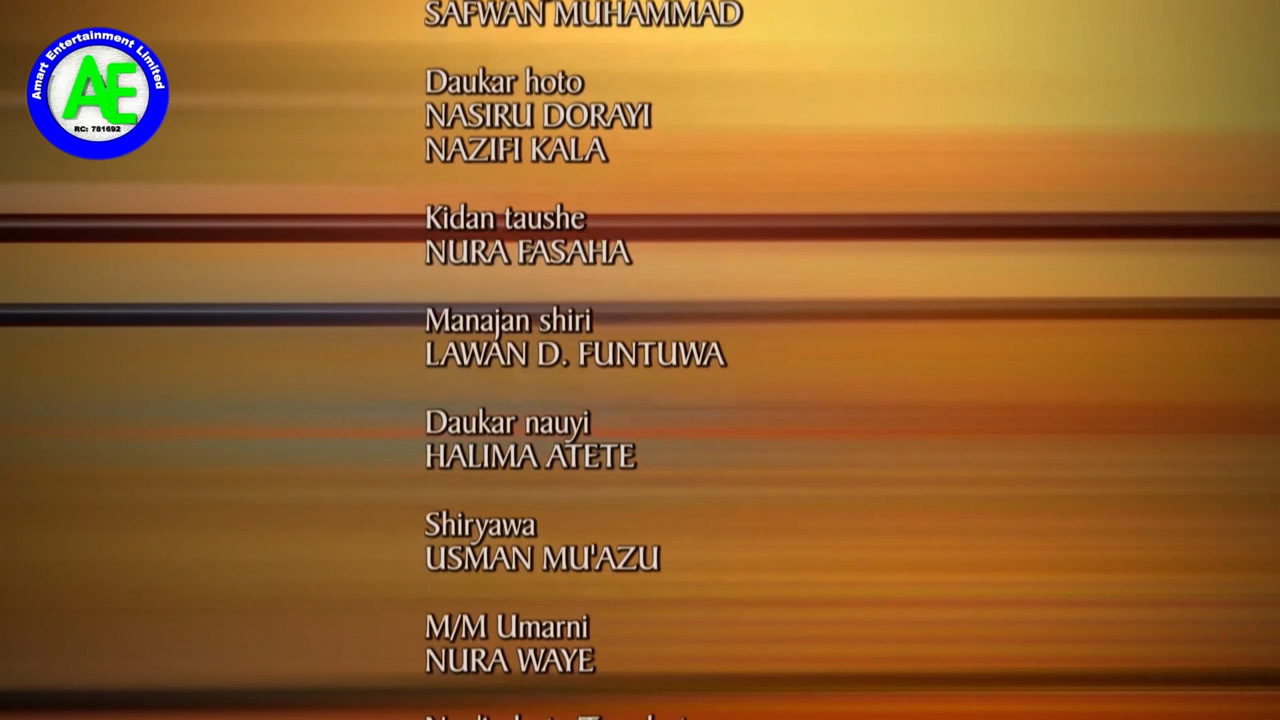 SAFWAN MUHAMMAD
Amart Entertainment Limited
AE
RC: 781692
Daukar hoto
NASIRU DORAYI
NAZIFI KALA
Kidan taushe
NURA FASAHA
Manajan shiri
LAWAN D. FUNTUWA
Daukar nauyi
HALIMA ATETE
Shiryawa
USMAN MU'AZU
M/M Umarni
NURA WAYE